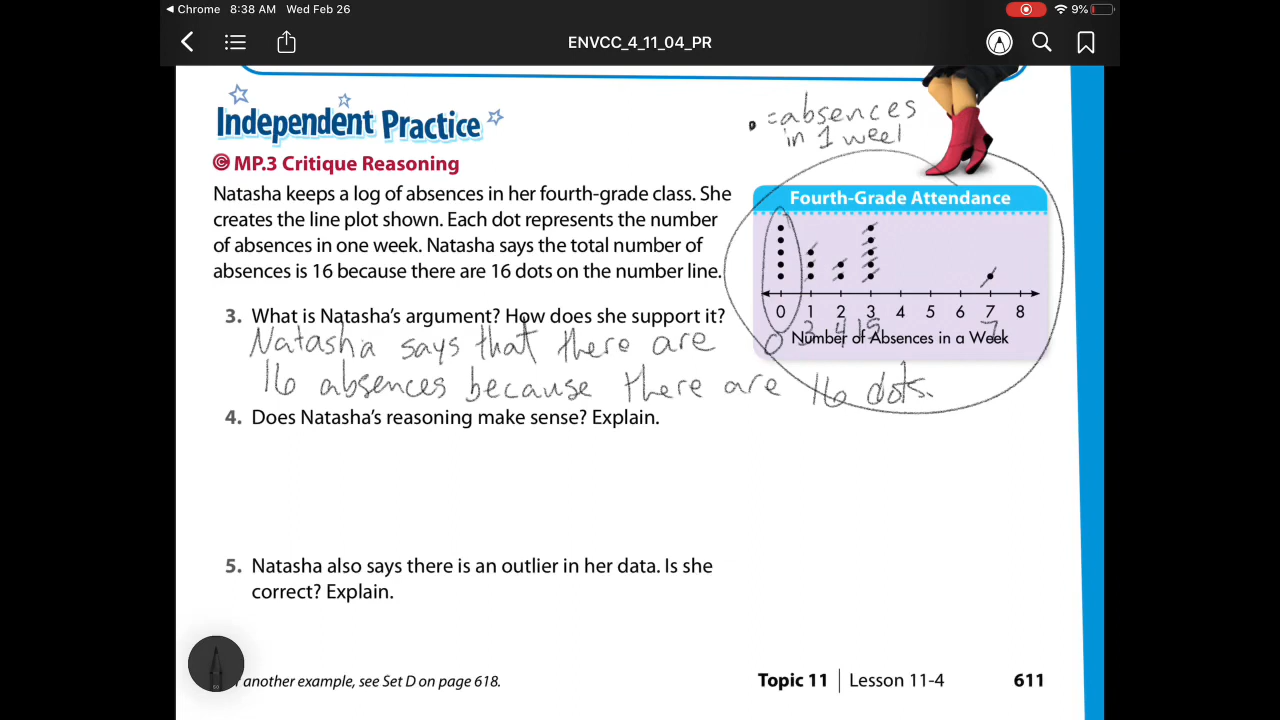 Chrome 8:38 AM Wed Feb 26
9%
ENVCC_4_11_04_PR
Independent Practice
• =absences
in 1 week
© MP.3 Critique Reasoning
Natasha keeps a log of absences in her fourth-grade class. She
creates the line plot shown. Each dot represents the number
of absences in one week. Natasha says the total number of
absences is 16 because there are 16 dots on the number line.
Fourth-Grade Attendance
0 1 2 3 4 5 6 7 8
0 3 4 15 7
Number of Absences in a Week
3. What is Natasha's argument? How does she support it?
Natasha says that there are
16 absences because there are 16 dots.
4. Does Natasha's reasoning make sense? Explain.
5. Natasha also says there is an outlier in her data. Is she
correct? Explain.
50
another example, see Set D on page 618.
Topic 11 | Lesson 11-4 611